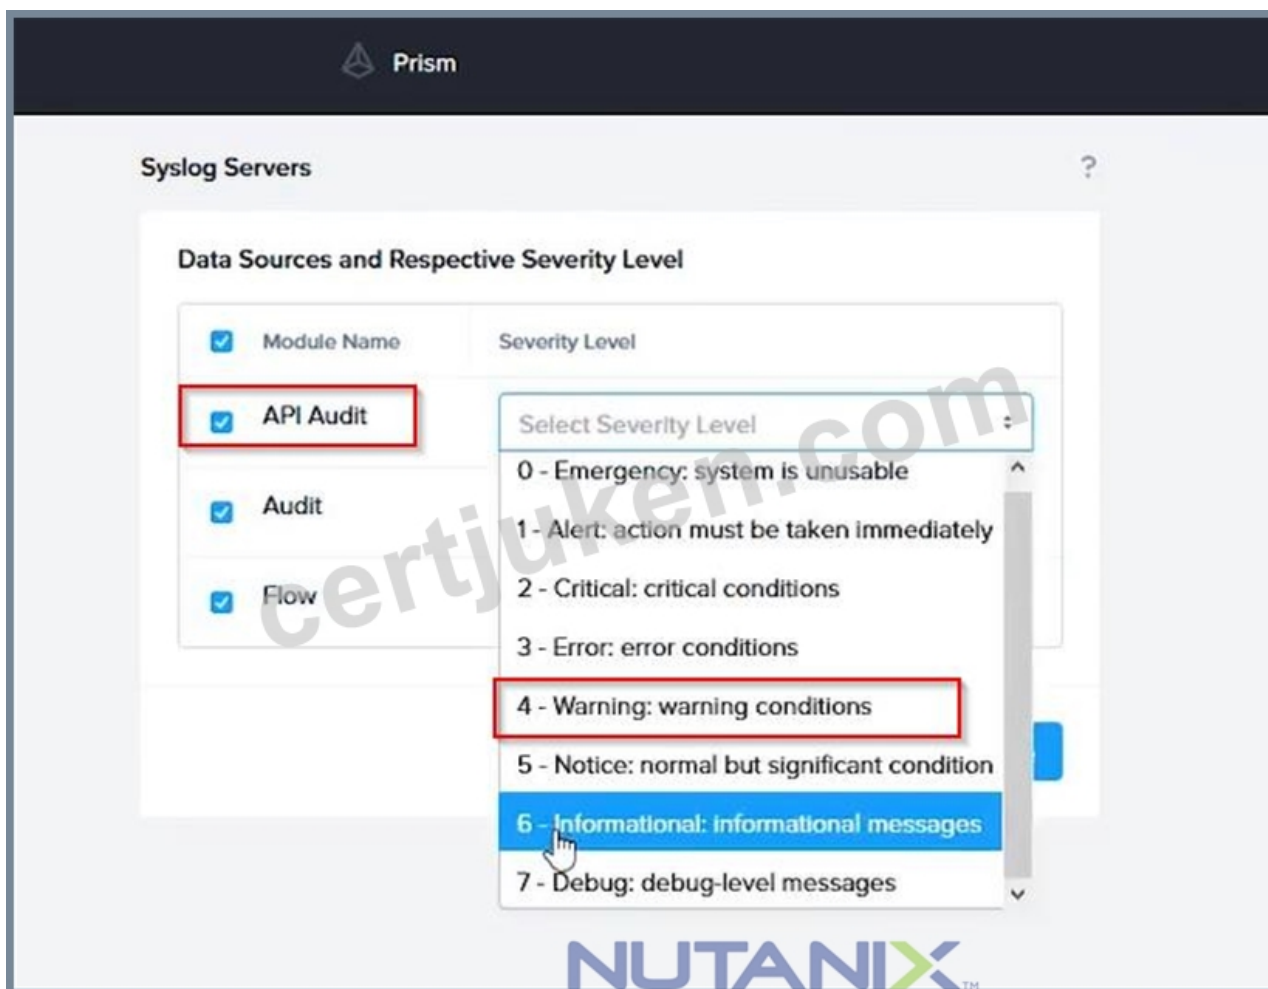 Prism
Syslog Servers
?
Data Sources and Respective Severity Level
Module Name Severity Level
API Audit Select Severity Level
0 - Emergency: system is unusable
Audit
1 - Alert: action must be taken immediately
2 - Critical: critical conditions
Flow
3 - Error: error conditions
4 - Warning: warning conditions
5 - Notice: normal but significant condition
6 - Informational: informational messages
7 - Debug: debug-level messages
certjuken.com
NUTANIX TM